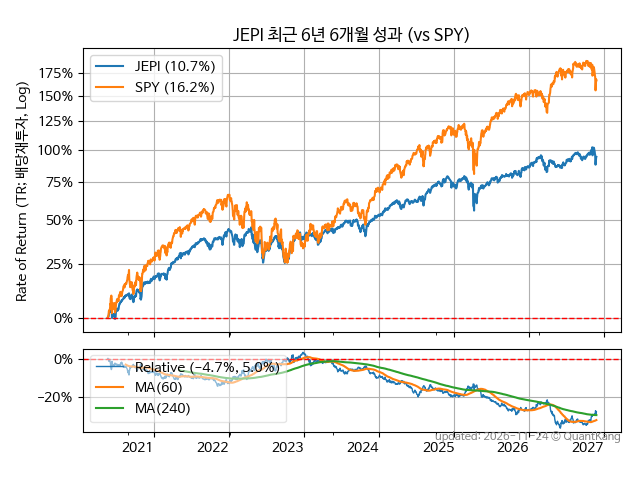 JEPI 최근 6년 6개월 성과 (vs SPY)
JEPI (10.7%)
SPY (16.2%)
Rate of Return (TR: 배당재투자, Log)
175%
150%
125%
100%
75%
50%
25%
0%
0%
−20%
Relative (−4.7%, 5.0%)
MA(60)
MA(240)
updated: 2026-11-24 © QuantKang
2021 2022 2023 2024 2025 2026 2027